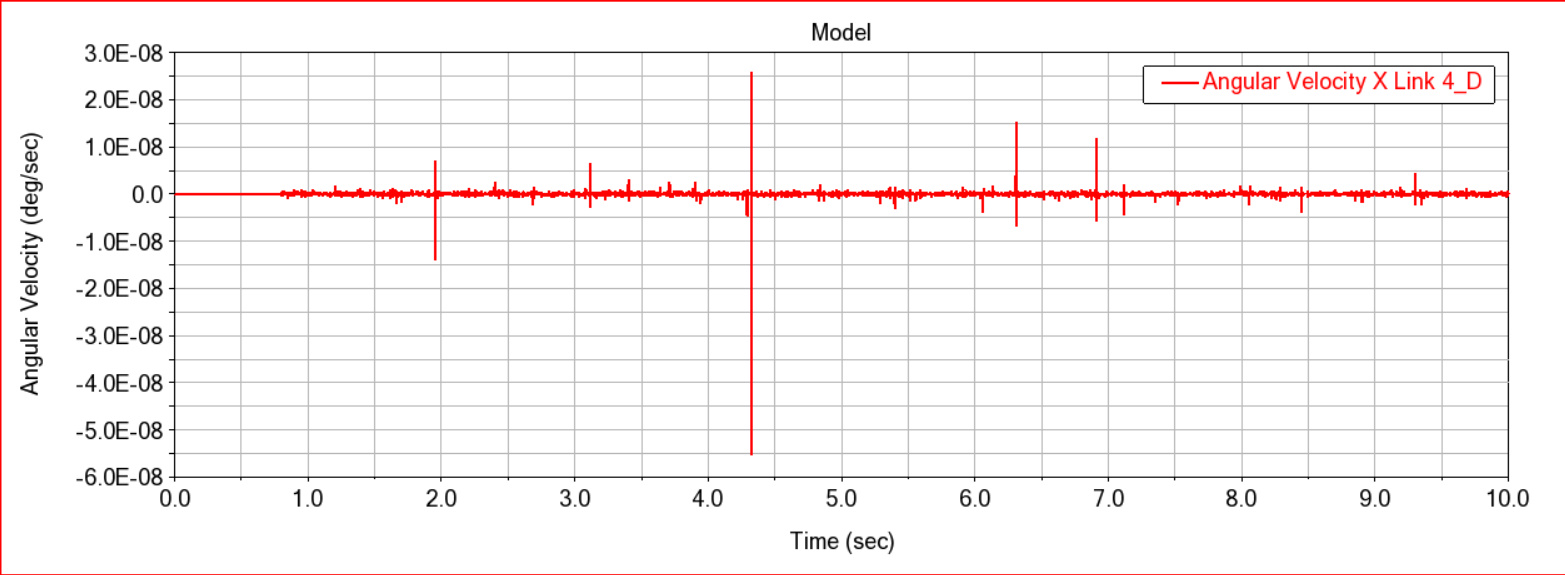 Model
Angular Velocity X Link 4_D
Angular Velocity (deg/sec)
3.0E-08
2.0E-08
1.0E-08
0.0
-1.0E-08
-2.0E-08
-3.0E-08
-4.0E-08
-5.0E-08
-6.0E-08
0.0 1.0 2.0 3.0 4.0 5.0 6.0 7.0 8.0 9.0 10.0
Time (sec)